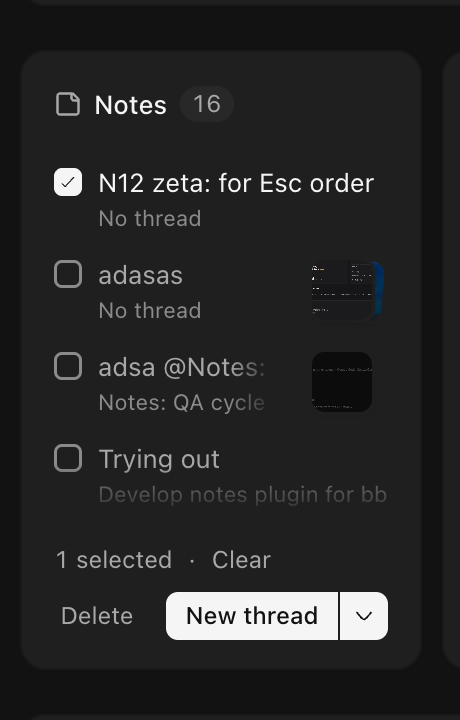 Notes 16
N12 zeta: for Esc order
No thread
adasas
No thread
adsa @Notes:
Notes: QA cycle
Trying out
Develop notes plugin for bb
1 selected · Clear
Delete New thread